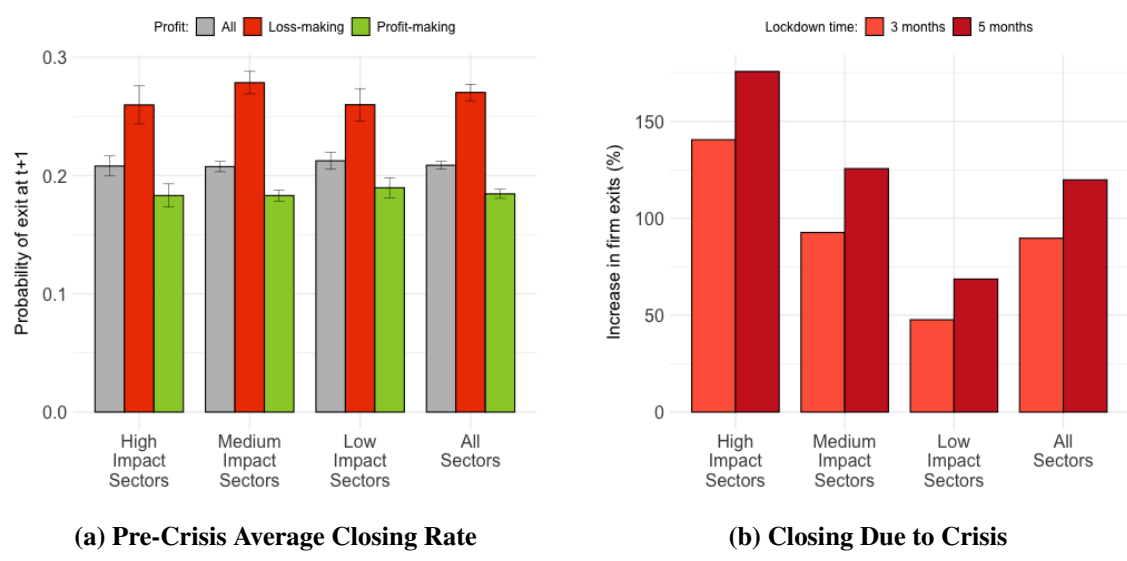 Profit: All Loss-making Profit-making
Probability of exit at t+1
0.3
0.2
0.1
0.0
High
Impact
Sectors
Medium
Impact
Sectors
Low
Impact
Sectors
All
Sectors
(a) Pre-Crisis Average Closing Rate
Lockdown time: 3 months 5 months
Increase in firm exits (%)
150
100
50
0
High
Impact
Sectors
Medium
Impact
Sectors
Low
Impact
Sectors
All
Sectors
(b) Closing Due to Crisis